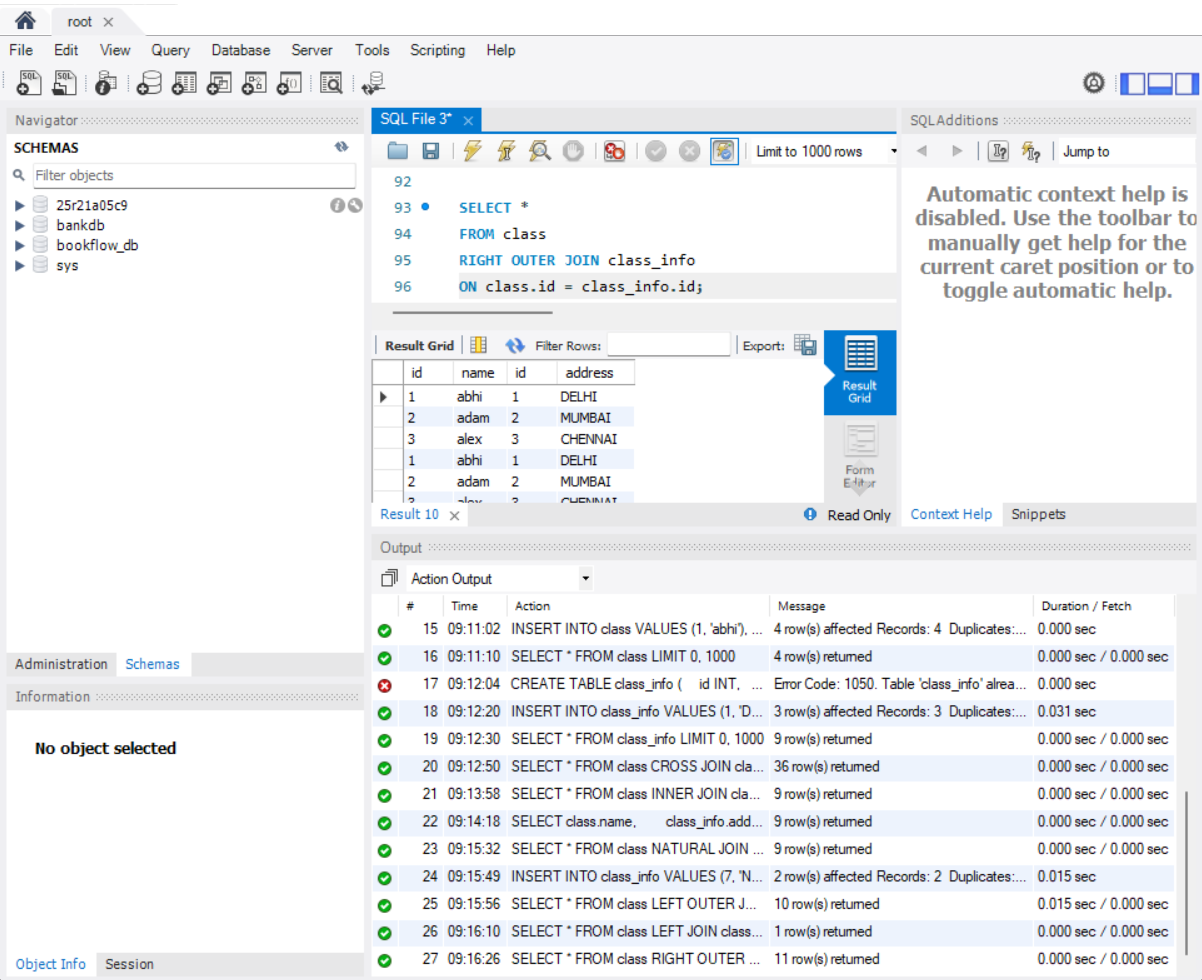 root
File Edit View Query Database Server Tools Scripting Help
Navigator
SCHEMAS
Filter objects
25r21a05c9
bankdb
bookflow_db
sys
Administration Schemas
Information
No object selected
Object Info Session
SQL File 3*
Limit to 1000 rows
92
93 SELECT *
94 FROM class
95 RIGHT OUTER JOIN class_info
96 ON class.id = class_info.id;
Result Grid Filter Rows: Export:
id name id address
1 abhi 1 DELHI
2 adam 2 MUMBAI
3 alex 3 CHENNAI
1 abhi 1 DELHI
2 adam 2 MUMBAI
3 alex 3 CHENNAI
Result
Grid
Form
Editor
Result 10 Read Only
SQLAdditions
Jump to
Automatic context help is
disabled. Use the toolbar to
manually get help for the
current caret position or to
toggle automatic help.
Context Help Snippets
Output
Action Output
# Time Action Message Duration / Fetch
15 09:11:02 INSERT INTO class VALUES (1, 'abhi'), ... 4 row(s) affected Records: 4 Duplicates:... 0.000 sec
16 09:11:10 SELECT * FROM class LIMIT 0, 1000 4 row(s) returned 0.000 sec / 0.000 sec
17 09:12:04 CREATE TABLE class_info ( id INT, ... Error Code: 1050. Table 'class_info' alrea... 0.000 sec
18 09:12:20 INSERT INTO class_info VALUES (1, 'D... 3 row(s) affected Records: 3 Duplicates:... 0.031 sec
19 09:12:30 SELECT * FROM class_info LIMIT 0, 1000 9 row(s) returned 0.000 sec / 0.000 sec
20 09:12:50 SELECT * FROM class CROSS JOIN cla... 36 row(s) returned 0.000 sec / 0.000 sec
21 09:13:58 SELECT * FROM class INNER JOIN cla... 9 row(s) returned 0.000 sec / 0.000 sec
22 09:14:18 SELECT class.name, class_info.add... 9 row(s) returned 0.000 sec / 0.000 sec
23 09:15:32 SELECT * FROM class NATURAL JOIN ... 9 row(s) returned 0.000 sec / 0.000 sec
24 09:15:49 INSERT INTO class_info VALUES (7, 'N... 2 row(s) affected Records: 2 Duplicates:... 0.015 sec
25 09:15:56 SELECT * FROM class LEFT OUTER J... 10 row(s) returned 0.015 sec / 0.000 sec
26 09:16:10 SELECT * FROM class LEFT JOIN class... 1 row(s) returned 0.000 sec / 0.000 sec
27 09:16:26 SELECT * FROM class RIGHT OUTER ... 11 row(s) returned 0.000 sec / 0.000 sec